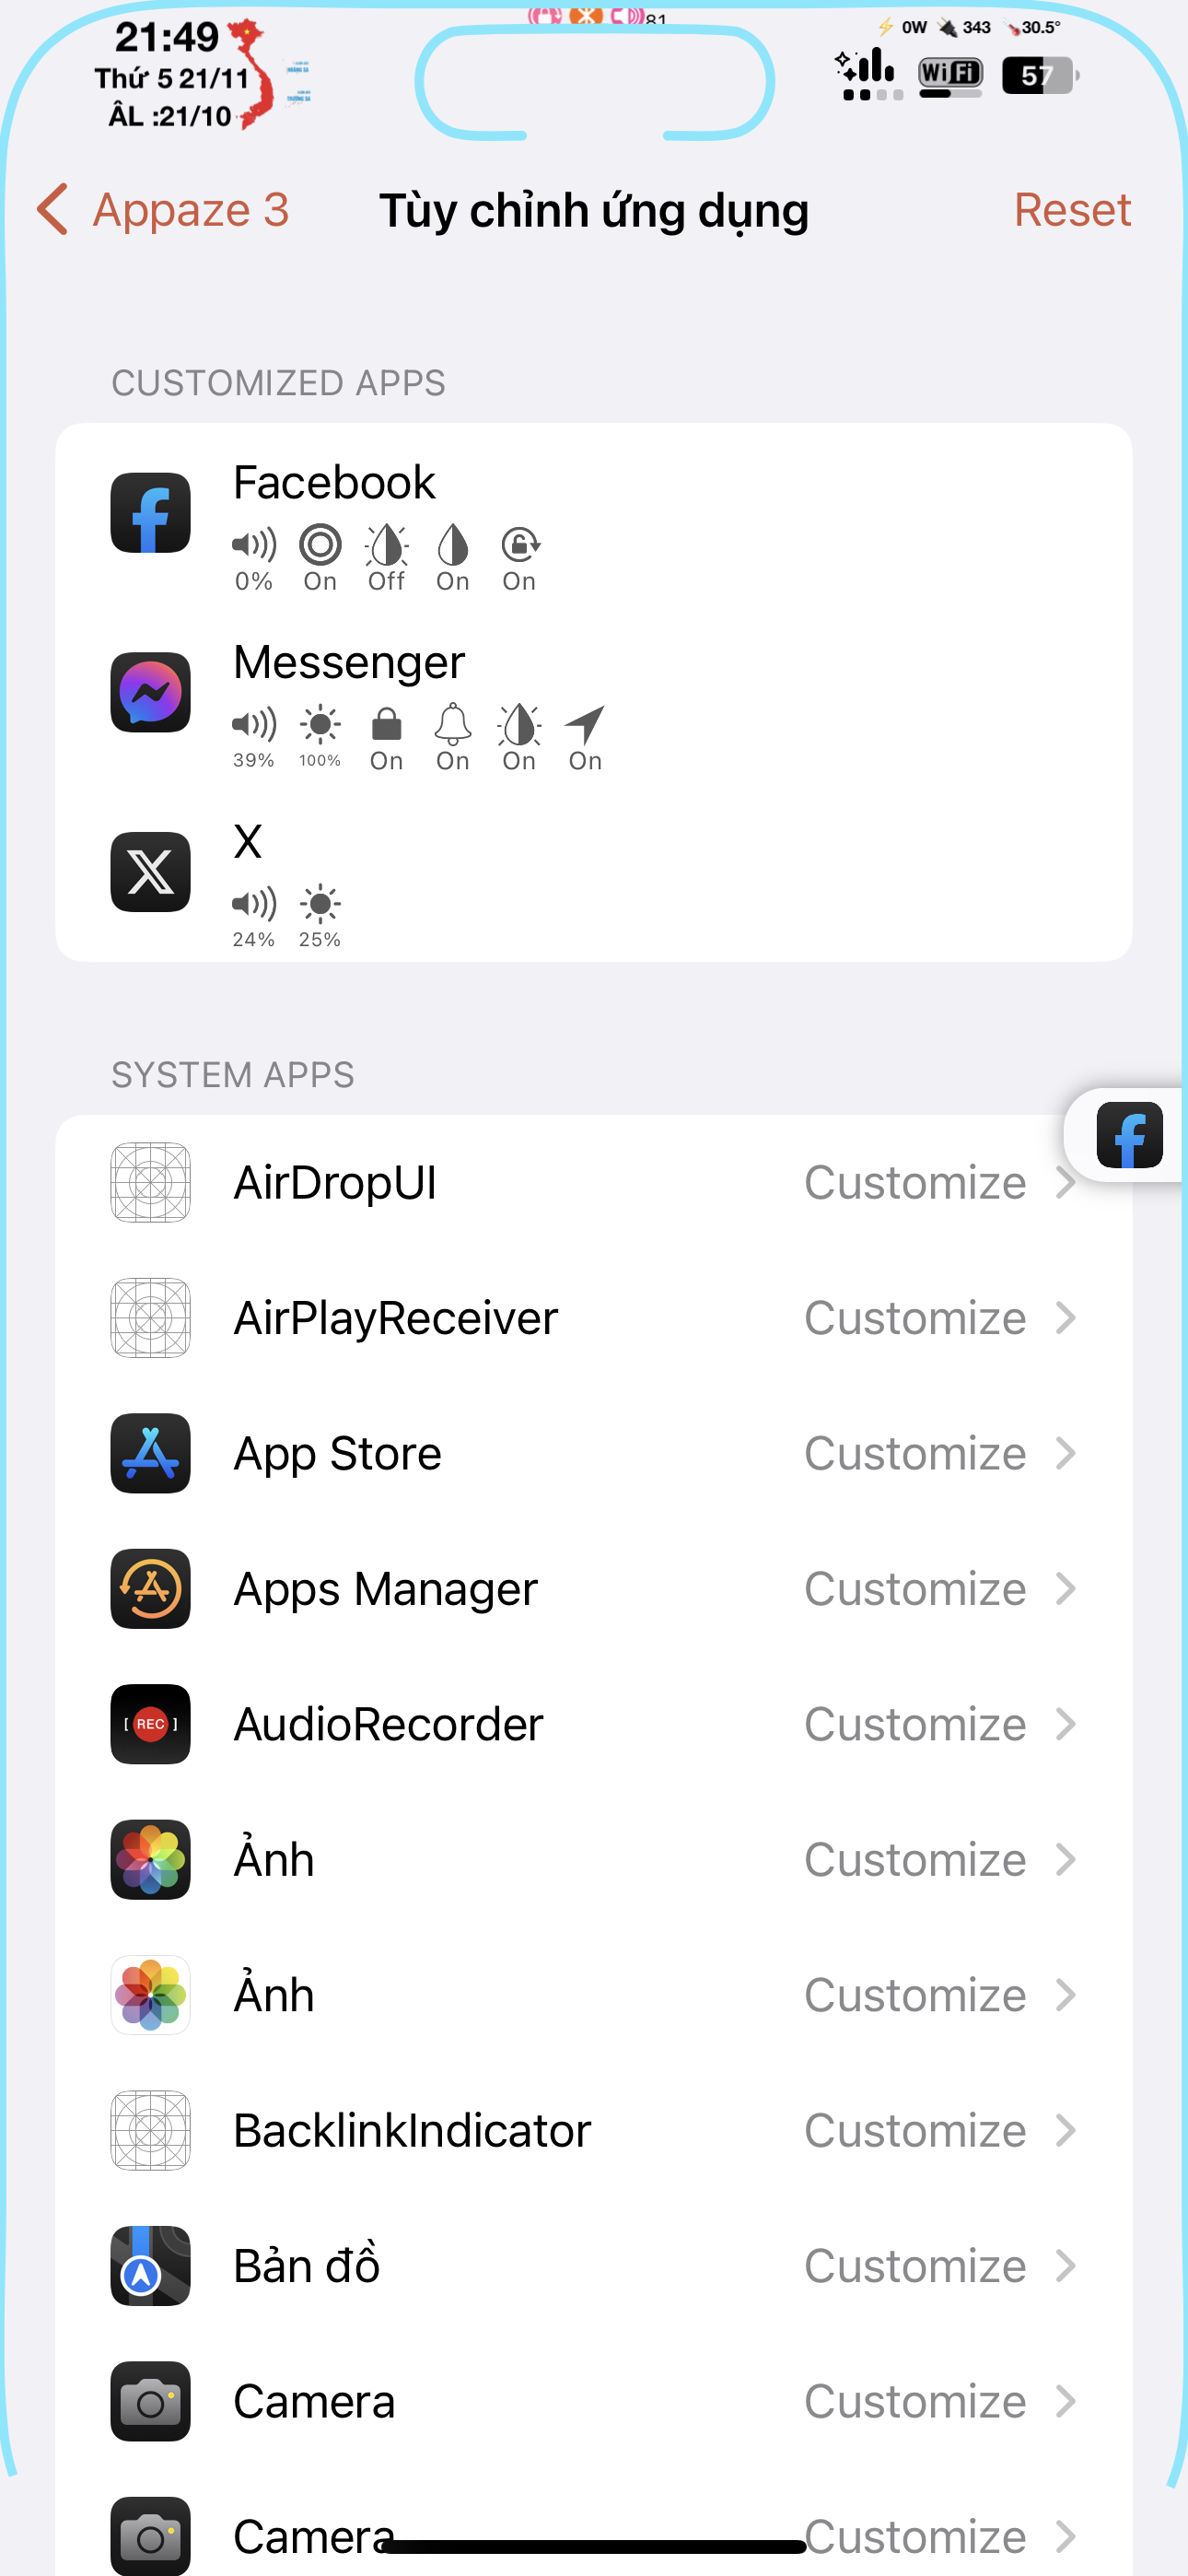 81
21:49
⚡ 0W 🔌 343 🌡️30.5°
Thứ 5 21/11
WiFi
57
ÂL :21/10
Appaze 3
Tùy chỉnh ứng dụng
Reset
CUSTOMIZED APPS
Facebook
0% On Off On On
Messenger
39% 100% On On On On
X
24% 25%
SYSTEM APPS
AirDropUI Customize
AirPlayReceiver Customize
App Store Customize
Apps Manager Customize
[ REC ] AudioRecorder Customize
Ảnh Customize
Ảnh Customize
BacklinkIndicator Customize
Bản đồ Customize
Camera Customize
Camera Customize